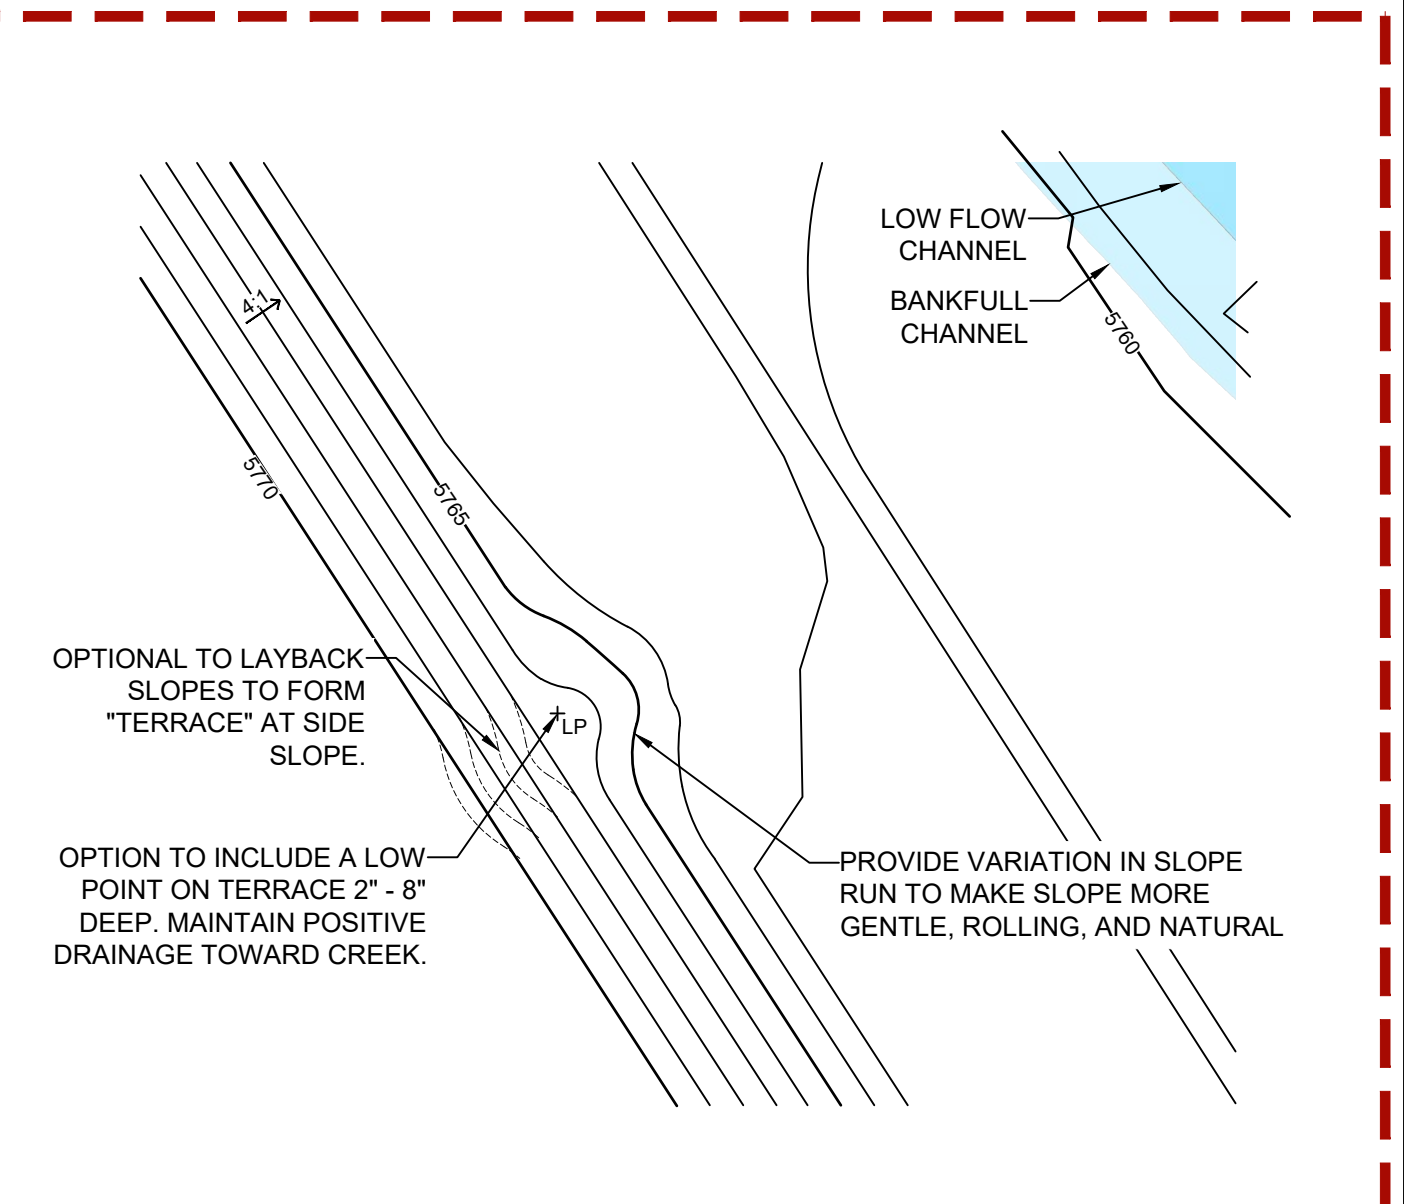 LOW FLOW
CHANNEL
BANKFULL
CHANNEL
5760
4:1
5770
5765
OPTIONAL TO LAYBACK
SLOPES TO FORM
"TERRACE" AT SIDE
SLOPE.
LP
OPTION TO INCLUDE A LOW
POINT ON TERRACE 2" - 8"
DEEP. MAINTAIN POSITIVE
DRAINAGE TOWARD CREEK.
PROVIDE VARIATION IN SLOPE
RUN TO MAKE SLOPE MORE
GENTLE, ROLLING, AND NATURAL